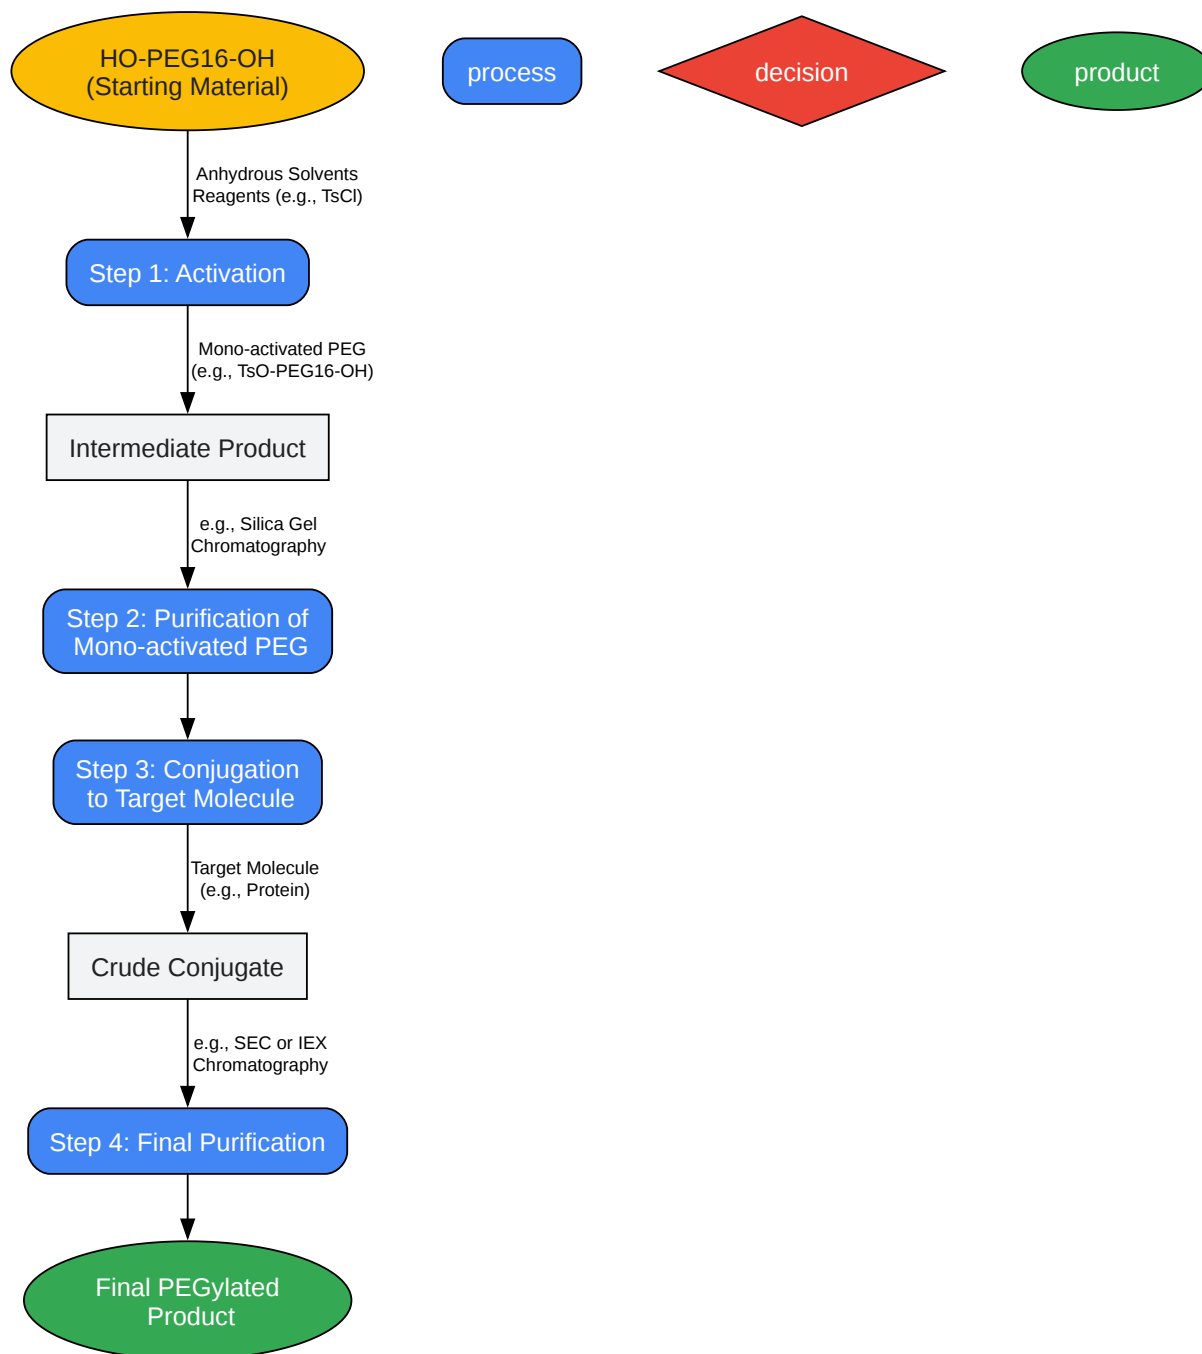 HO-PEG16-OH
(Starting Material)
process
decision
product
Anhydrous Solvents
Reagents (e.g., TsCl)
Step 1: Activation
Mono-activated PEG
(e.g., TsO-PEG16-OH)
Intermediate Product
e.g., Silica Gel
Chromatography
Step 2: Purification of
Mono-activated PEG
Step 3: Conjugation
to Target Molecule
Target Molecule
(e.g., Protein)
Crude Conjugate
e.g., SEC or IEX
Chromatography
Step 4: Final Purification
Final PEGylated
Product